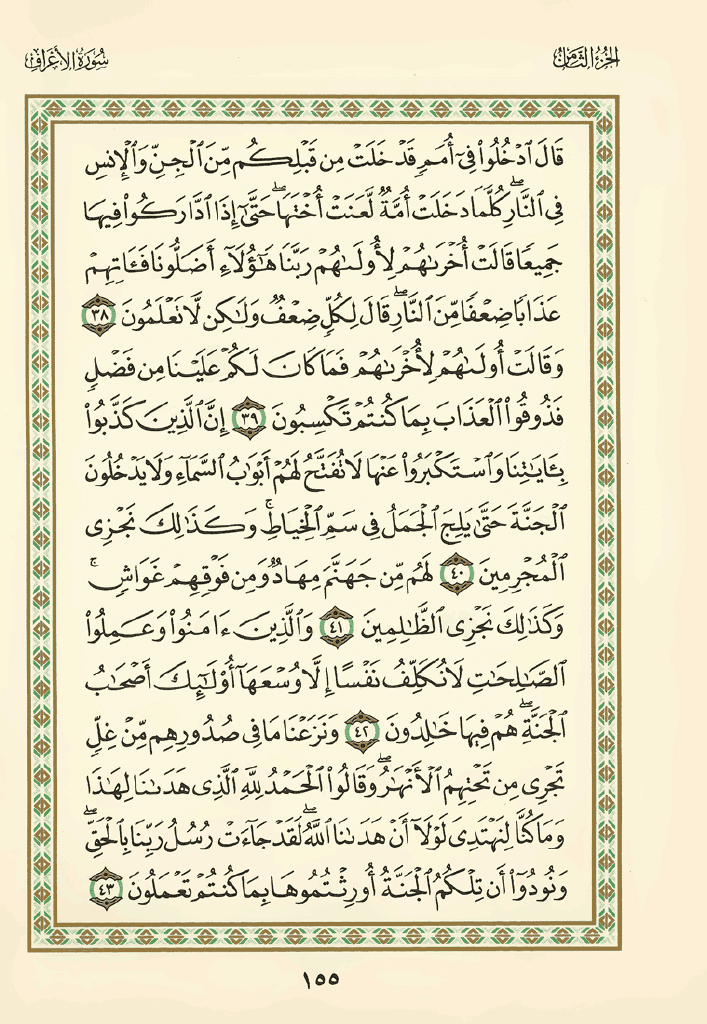 الجزء الثامن
سورة الأعراف
قَالَ ٱدْخُلُوا۟ فِىٓ أُمَمٍ قَدْ خَلَتْ مِن قَبْلِكُم مِّنَ ٱلْجِنِّ وَٱلْإِنسِ
فِى ٱلنَّارِ ۖ كُلَّمَا دَخَلَتْ أُمَّةٌ لَّعَنَتْ أُخْتَهَا ۖ حَتَّىٰٓ إِذَا ٱدَّارَكُوا۟ فِيهَا
جَمِيعًا قَالَتْ أُخْرَىٰهُمْ لِأُولَىٰهُمْ رَبَّنَا هَٰٓؤُلَآءِ أَضَلُّونَا فَـَٔاتِهِمْ
عَذَابًا ضِعْفًا مِّنَ ٱلنَّارِ ۖ قَالَ لِكُلٍّ ضِعْفٌ وَلَٰكِن لَّا تَعْلَمُونَ ٣٨
وَقَالَتْ أُولَىٰهُمْ لِأُخْرَىٰهُمْ فَمَا كَانَ لَكُمْ عَلَيْنَا مِن فَضْلٍ
فَذُوقُوا۟ ٱلْعَذَابَ بِمَا كُنتُمْ تَكْسِبُونَ ٣٩ إِنَّ ٱلَّذِينَ كَذَّبُوا۟
بِـَٔايَٰتِنَا وَٱسْتَكْبَرُوا۟ عَنْهَا لَا تُفَتَّحُ لَهُمْ أَبْوَٰبُ ٱلسَّمَآءِ وَلَا يَدْخُلُونَ
ٱلْجَنَّةَ حَتَّىٰ يَلِجَ ٱلْجَمَلُ فِى سَمِّ ٱلْخِيَاطِ ۚ وَكَذَٰلِكَ نَجْزِى
ٱلْمُجْرِمِينَ ٤٠ لَهُم مِّن جَهَنَّمَ مِهَادٌ وَمِن فَوْقِهِمْ غَوَاشٍ ۚ
وَكَذَٰلِكَ نَجْزِى ٱلظَّٰلِمِينَ ٤١ وَٱلَّذِينَ ءَامَنُوا۟ وَعَمِلُوا۟
ٱلصَّٰلِحَٰتِ لَا نُكَلِّفُ نَفْسًا إِلَّا وُسْعَهَآ أُو۟لَٰٓئِكَ أَصْحَٰبُ
ٱلْجَنَّةِ ۖ هُمْ فِيهَا خَٰلِدُونَ ٤٢ وَنَزَعْنَا مَا فِى صُدُورِهِم مِّنْ غِلٍّ
تَجْرِى مِن تَحْتِهِمُ ٱلْأَنْهَٰرُ ۖ وَقَالُوا۟ ٱلْحَمْدُ لِلَّهِ ٱلَّذِى هَدَىٰنَا لِهَٰذَا
وَمَا كُنَّا لِنَهْتَدِىَ لَوْلَآ أَنْ هَدَىٰنَا ٱللَّهُ ۖ لَقَدْ جَآءَتْ رُسُلُ رَبِّنَا بِٱلْحَقِّ ۖ
وَنُودُوٓا۟ أَن تِلْكُمُ ٱلْجَنَّةُ أُورِثْتُمُوهَا بِمَا كُنتُمْ تَعْمَلُونَ ٤٣
١٥٥